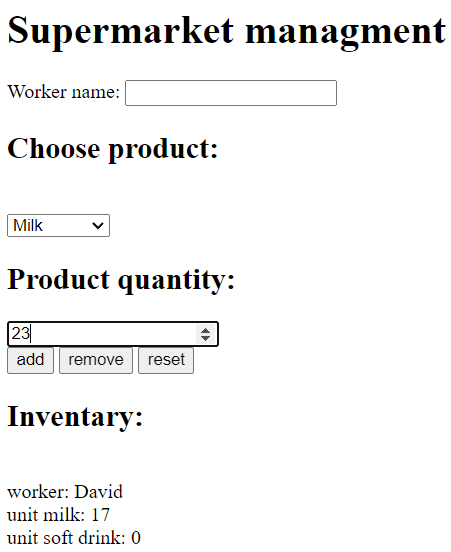 Supermarket managment
Worker name:
Choose product:
Milk
Product quantity:
23
add remove reset
Inventary:
worker: David
unit milk: 17
unit soft drink: 0